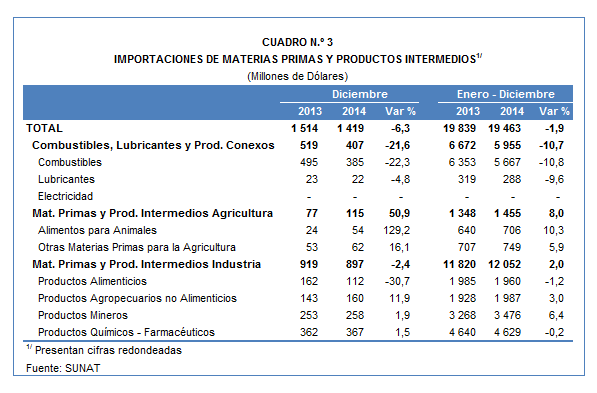 CUADRO N.º 3
IMPORTACIONES DE MATERIAS PRIMAS Y PRODUCTOS INTERMEDIOS1/
(Millones de Dólares)
Diciembre Enero - Diciembre
2013 2014 Var % 2013 2014 Var %
TOTAL 1 514 1 419 -6,3 19 839 19 463 -1,9
Combustibles, Lubricantes y Prod. Conexos 519 407 -21,6 6 672 5 955 -10,7
Combustibles 495 385 -22,3 6 353 5 667 -10,8
Lubricantes 23 22 -4,8 319 288 -9,6
Electricidad - - - - - -
Mat. Primas y Prod. Intermedios Agricultura 77 115 50,9 1 348 1 455 8,0
Alimentos para Animales 24 54 129,2 640 706 10,3
Otras Materias Primas para la Agricultura 53 62 16,1 707 749 5,9
Mat. Primas y Prod. Intermedios Industria 919 897 -2,4 11 820 12 052 2,0
Productos Alimenticios 162 112 -30,7 1 985 1 960 -1,2
Productos Agropecuarios no Alimenticios 143 160 11,9 1 928 1 987 3,0
Productos Mineros 253 258 1,9 3 268 3 476 6,4
Productos Químicos - Farmacéuticos 362 367 1,5 4 640 4 629 -0,2
1/ Presentan cifras redondeadas
Fuente: SUNAT